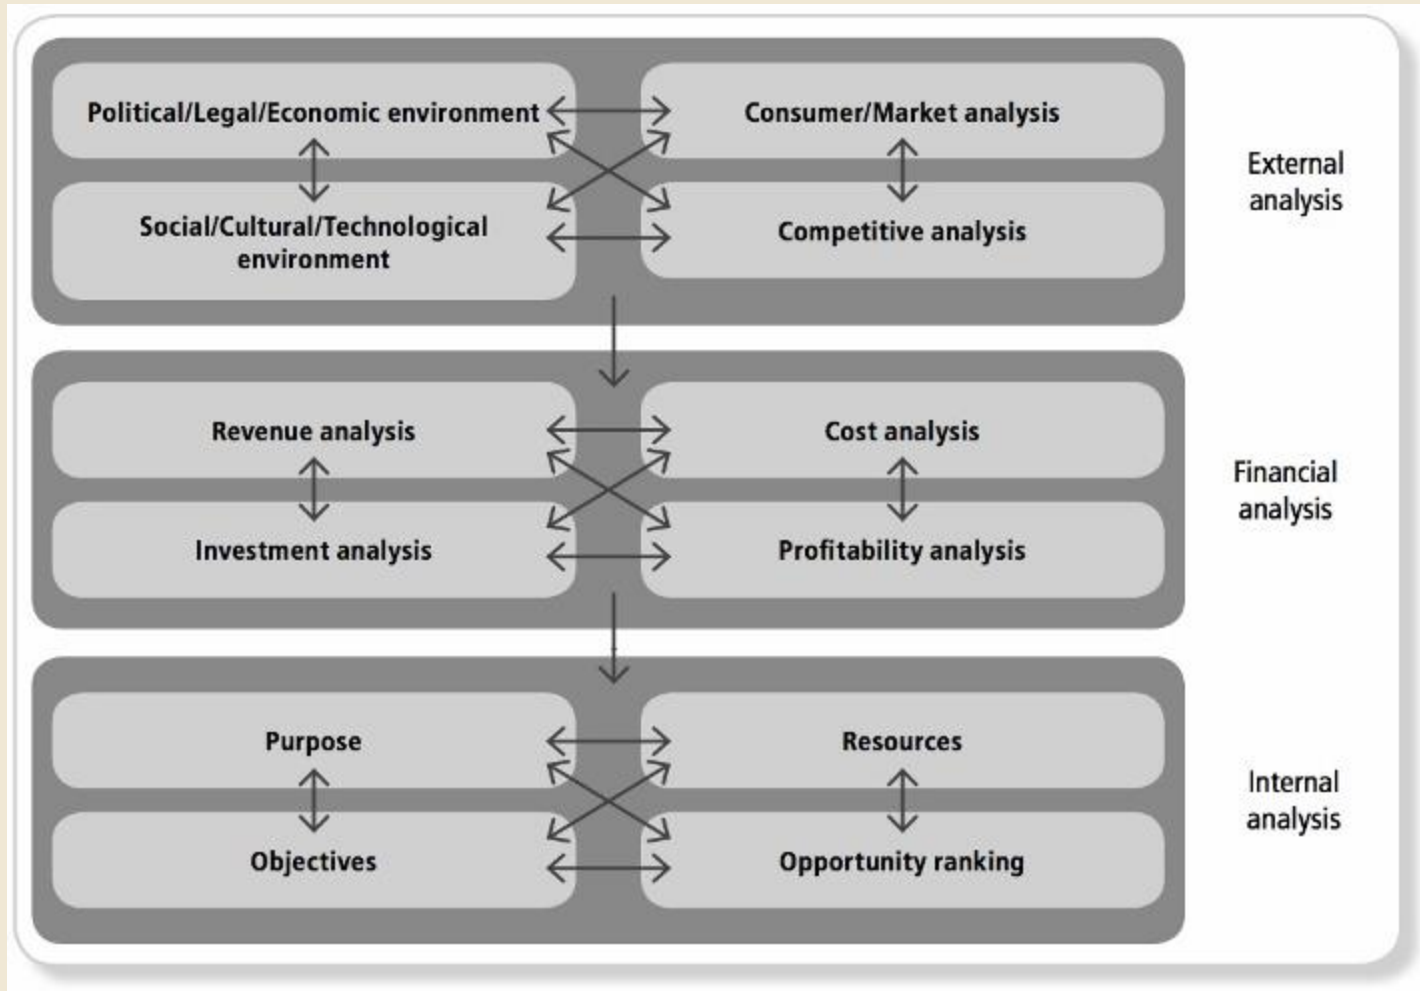 Political/Legal/Economic environment
Consumer/Market analysis
Social/Cultural/Technological
environment
Competitive analysis
External
analysis
Revenue analysis
Cost analysis
Investment analysis
Profitability analysis
Financial
analysis
Purpose
Resources
Objectives
Opportunity ranking
Internal
analysis